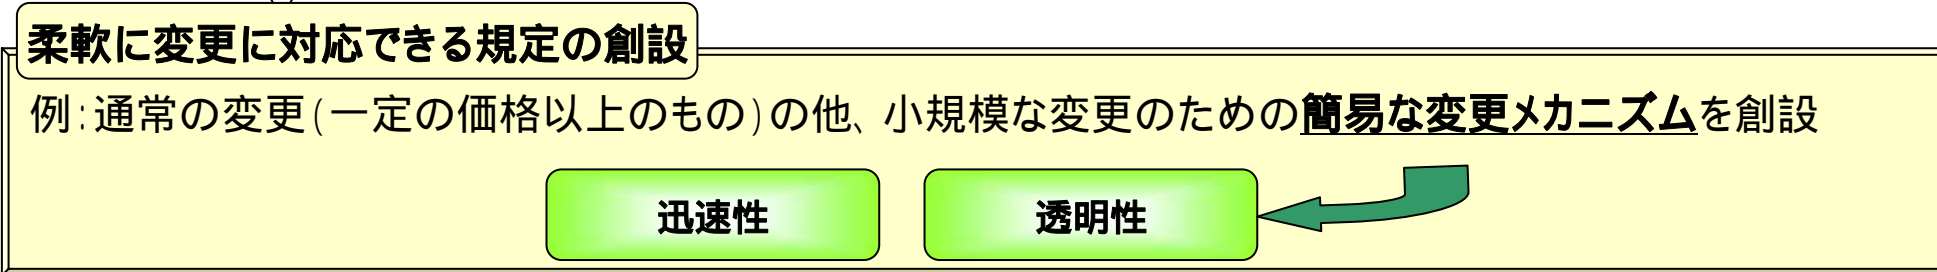 柔軟に変更に対応できる規定の創設
例:通常の変更(一定の価格以上のもの)の他、小規模な変更のための簡易な変更メカニズムを創設
迅速性 透明性